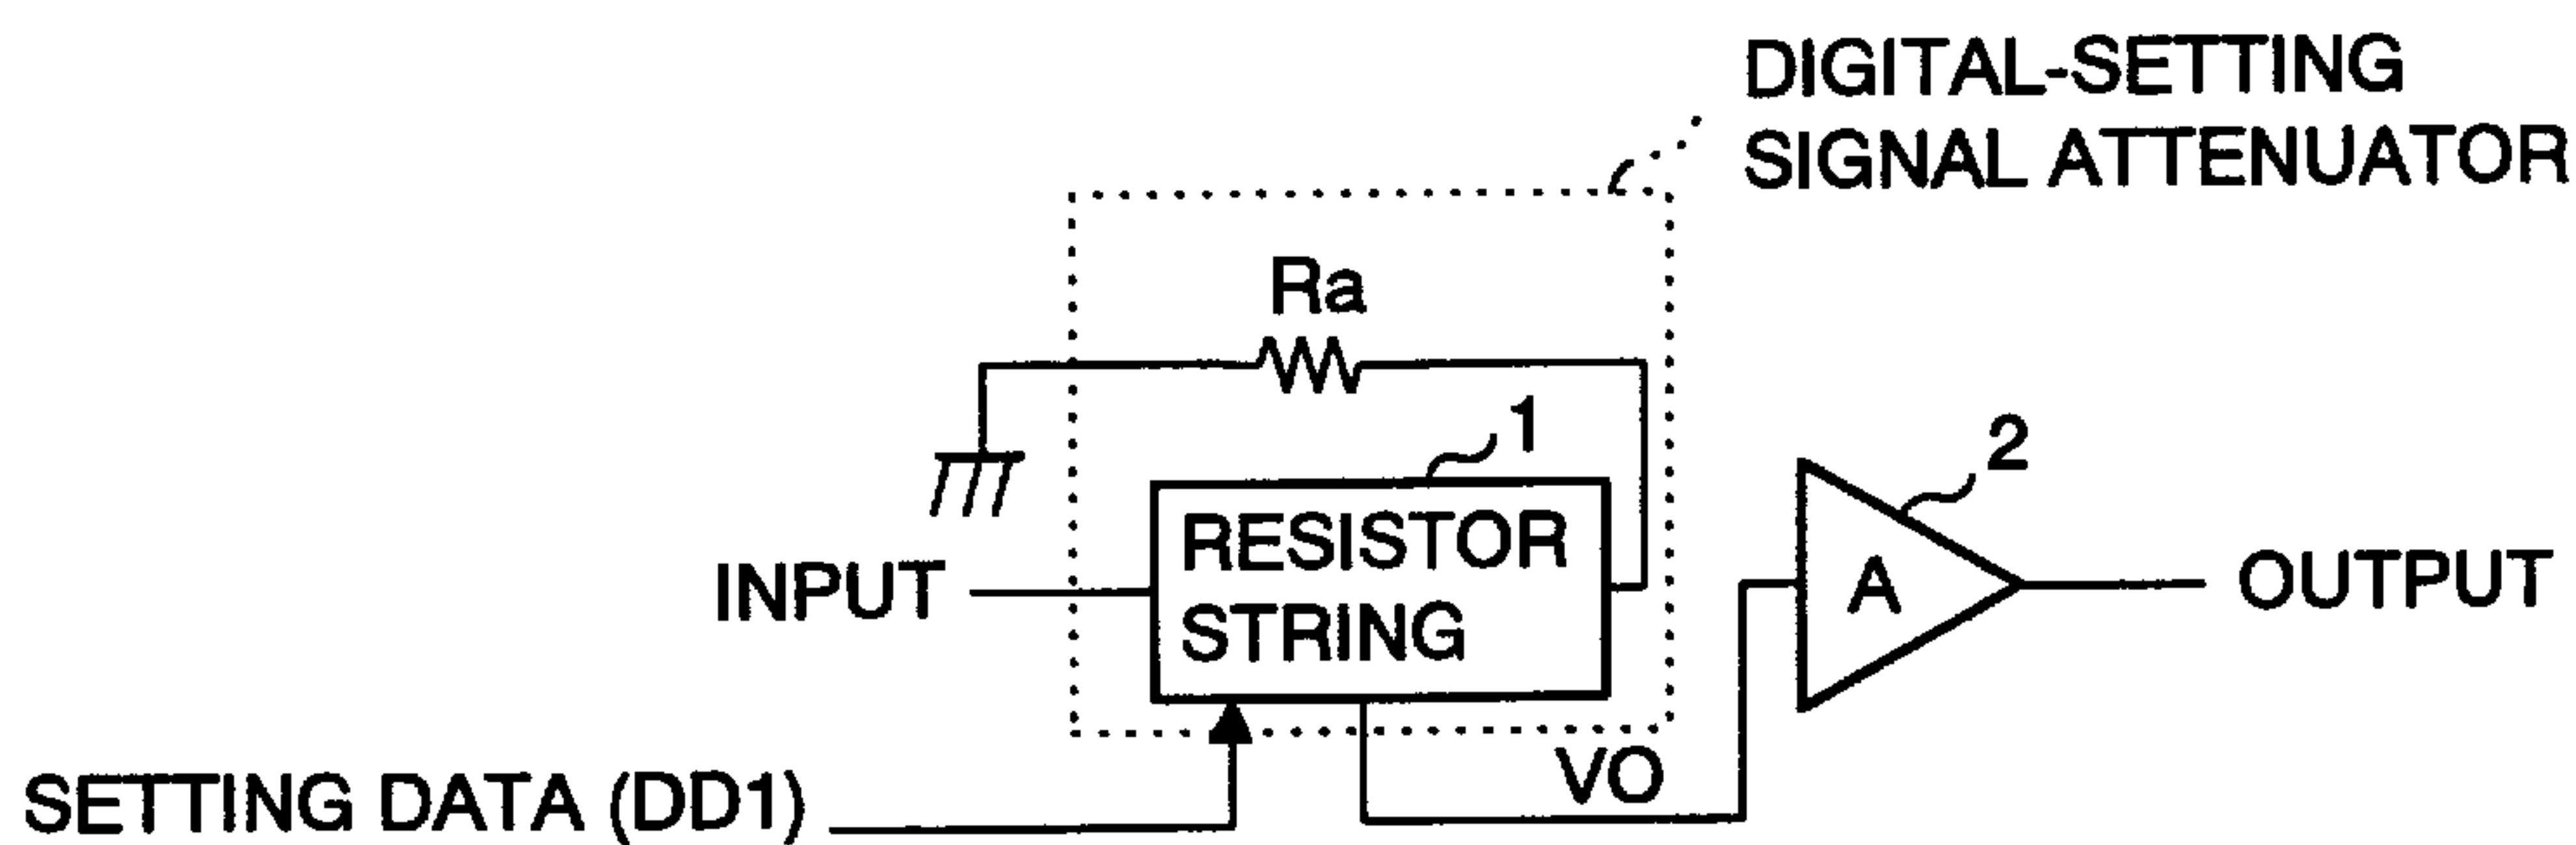 DIGITAL-SETTING
SIGNAL ATTENUATOR
Ra
1
2
RESISTOR
STRING
INPUT
A
OUTPUT
VO
SETTING DATA (DD1)